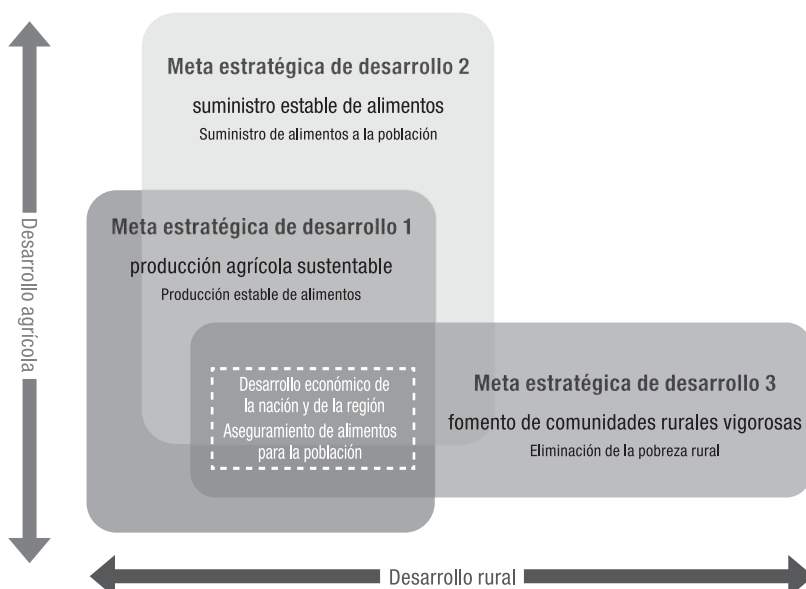 Meta estratégica de desarrollo 2
suministro estable de alimentos
Suministro de alimentos a la población
Meta estratégica de desarrollo 1
producción agrícola sustentable
Producción estable de alimentos
Desarrollo agrícola
Desarrollo económico de
la nación y de la región
Aseguramiento de alimentos
para la población
Meta estratégica de desarrollo 3
fomento de comunidades rurales vigorosas
Eliminación de la pobreza rural
Desarrollo rural